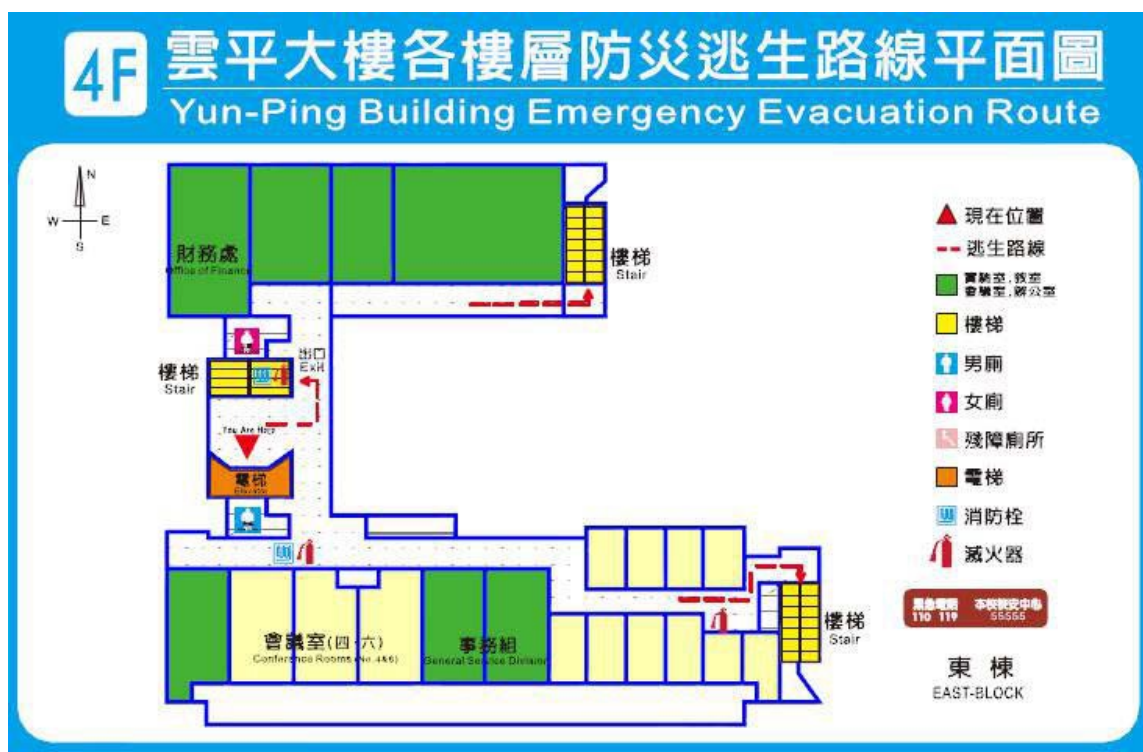 4F
雲平大樓各樓層防災逃生路線平面圖
Yun-Ping Building Emergency Evacuation Route
N
W
E
S
財務處
Office of Finance
樓梯
Stair
出口
Exit
樓梯
Stair
You Are Here
電梯
Elevator
會議室(四、六)
Conference Rooms (No.4&6)
事務組
General Service Division
樓梯
Stair
現在位置
逃生路線
實驗室,教室
會議室,辦公室
樓梯
男廁
女廁
殘障廁所
電梯
消防栓
滅火器
緊急電話 本校校安中心
110 119 55555
東棟
EAST-BLOCK